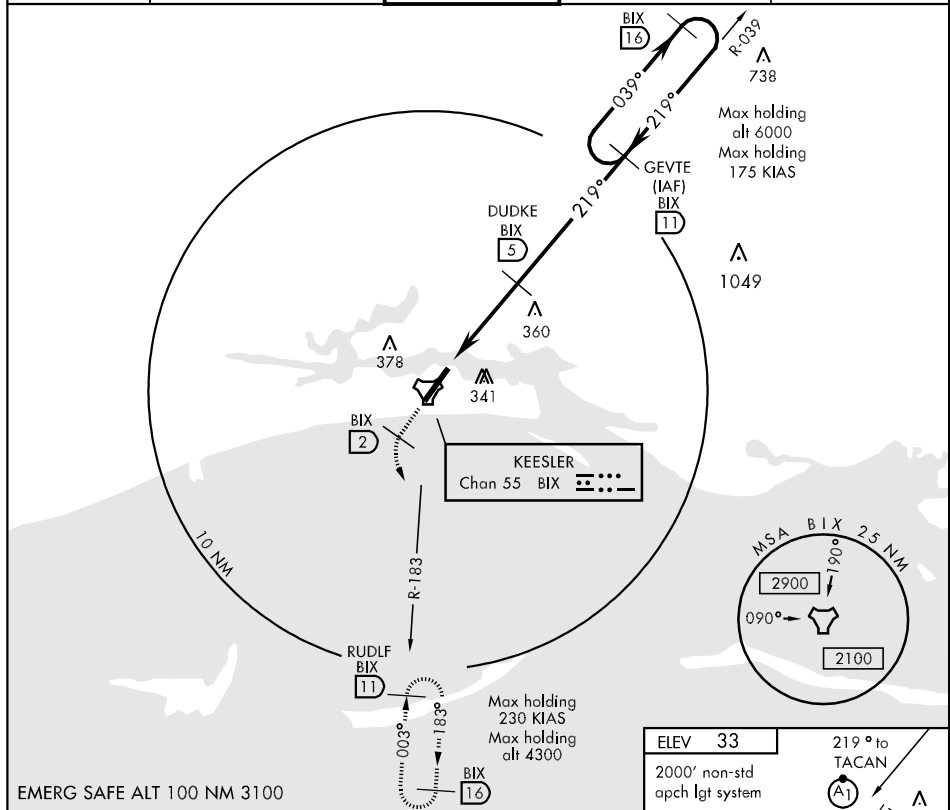 BIX
16
R-039
738
039°
219°
Max holding
alt 6000
Max holding
175 KIAS
GEVTE
(IAF)
BIX
11
219°
DUDKE
BIX
5
1049
360
378
341
BIX
2
KEESLER
Chan 55 BIX
10 NM
R-183
MSA BIX 25 NM
190°
2900
090°
2100
RUDLF
BIX
11
003°
183°
Max holding
230 KIAS
Max holding
alt 4300
BIX
16
EMERG SAFE ALT 100 NM 3100
ELEV 33
219° to
TACAN
2000' non-std
apch lgt system
A1